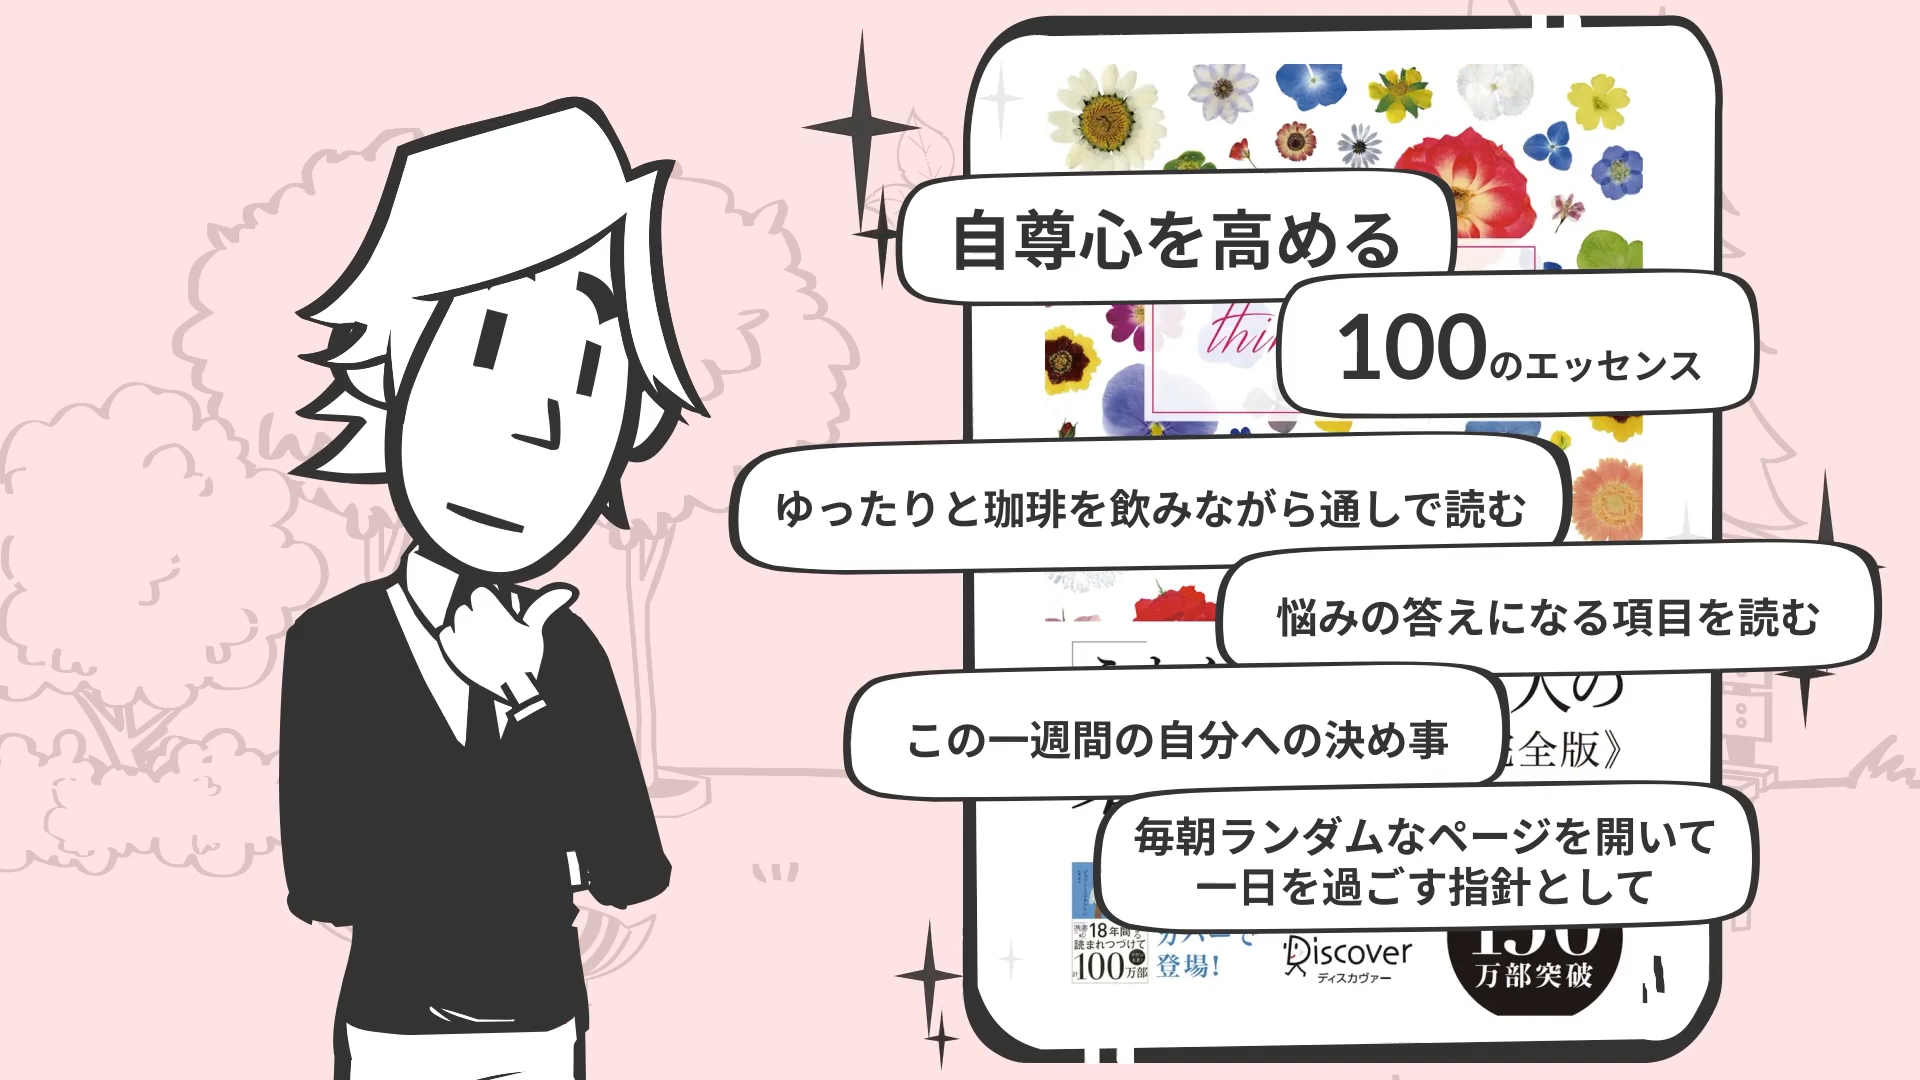 自尊心を高める
100のエッセンス
ゆったりと珈琲を飲みながら通しで読む
悩みの答えになる項目を読む
人の
全版》
この一週間の自分への決め事
毎朝ランダムなページを開いて
一日を過ごす指針として
18年間
読まれつづけて
100万部
登場!
Discover
ディスカヴァー
万部突破